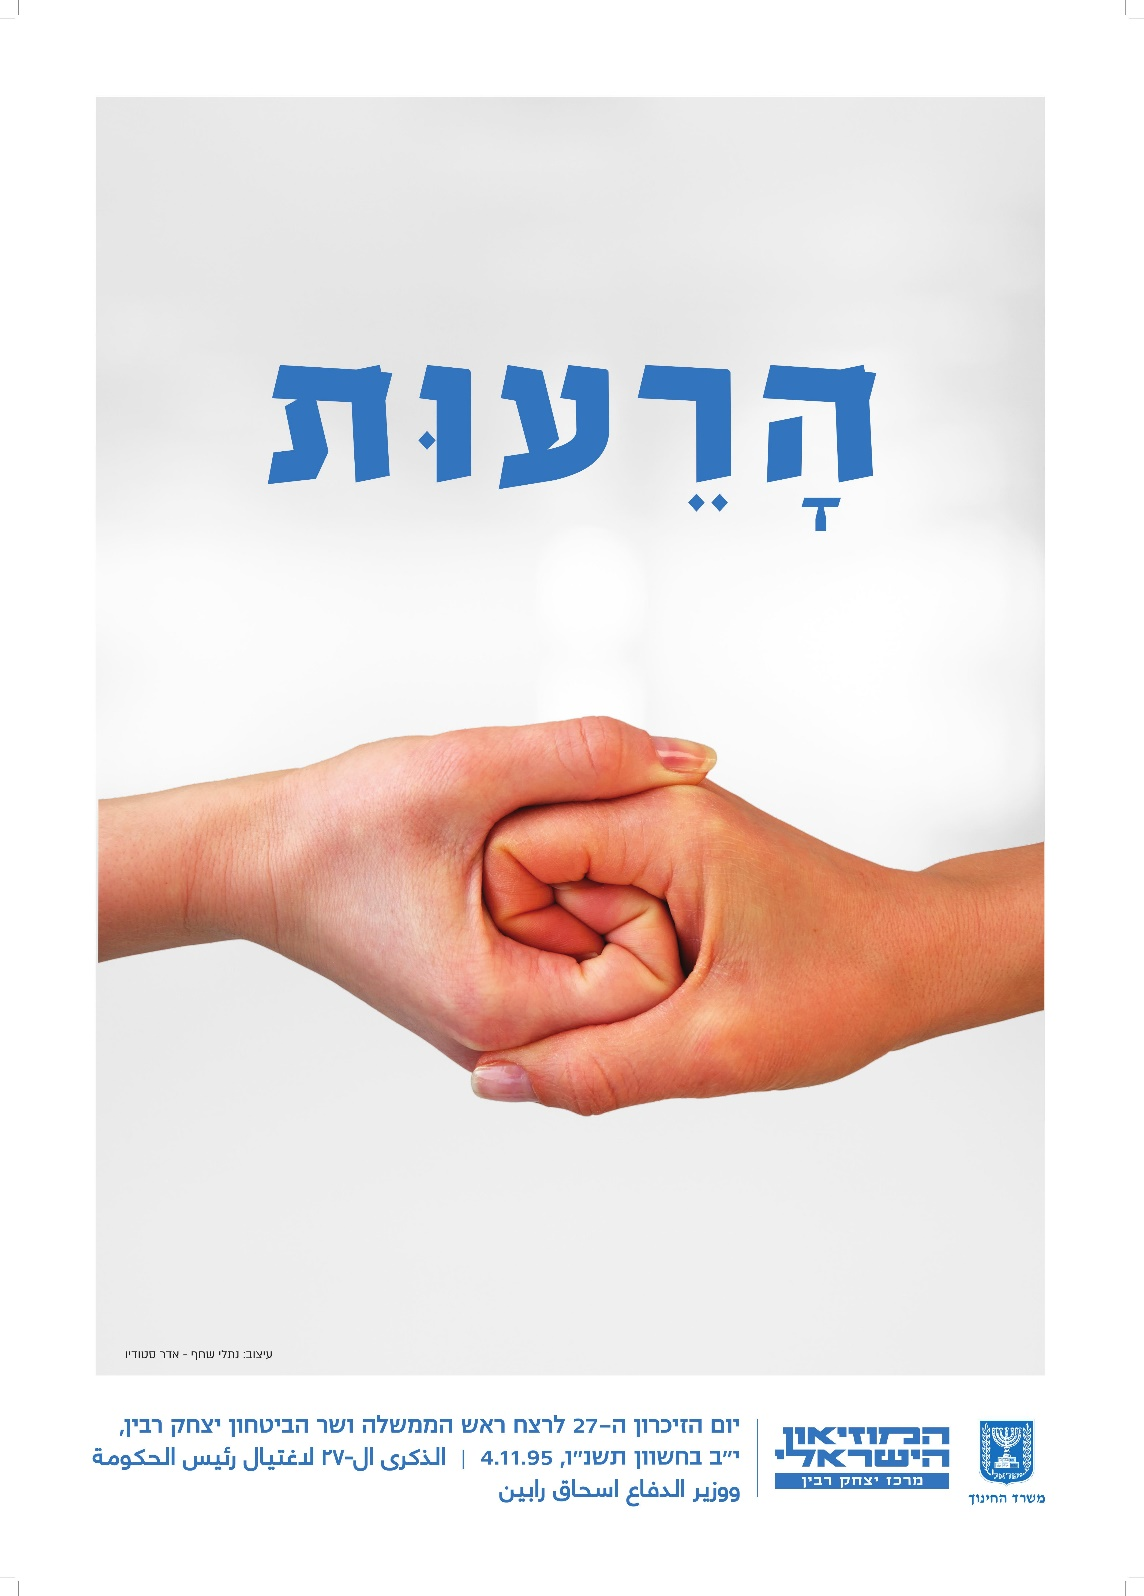 הָרֵעוּת
עיצוב: נתלי שחף - אדר סטודיו
יום הזיכרון ה-27 לרצח ראש הממשלה ושר הביטחון יצחק רבין,
י״ב בחשוון תשנ״ו, 4.11.95 | الذكرى ال-٢٧ لاغتيال رئيس الحكومة
ووزير الدفاع اسحاق رابين
המוזיאון
הישראלי
מרכז יצחק רבין
ישראל
משרד החינוך